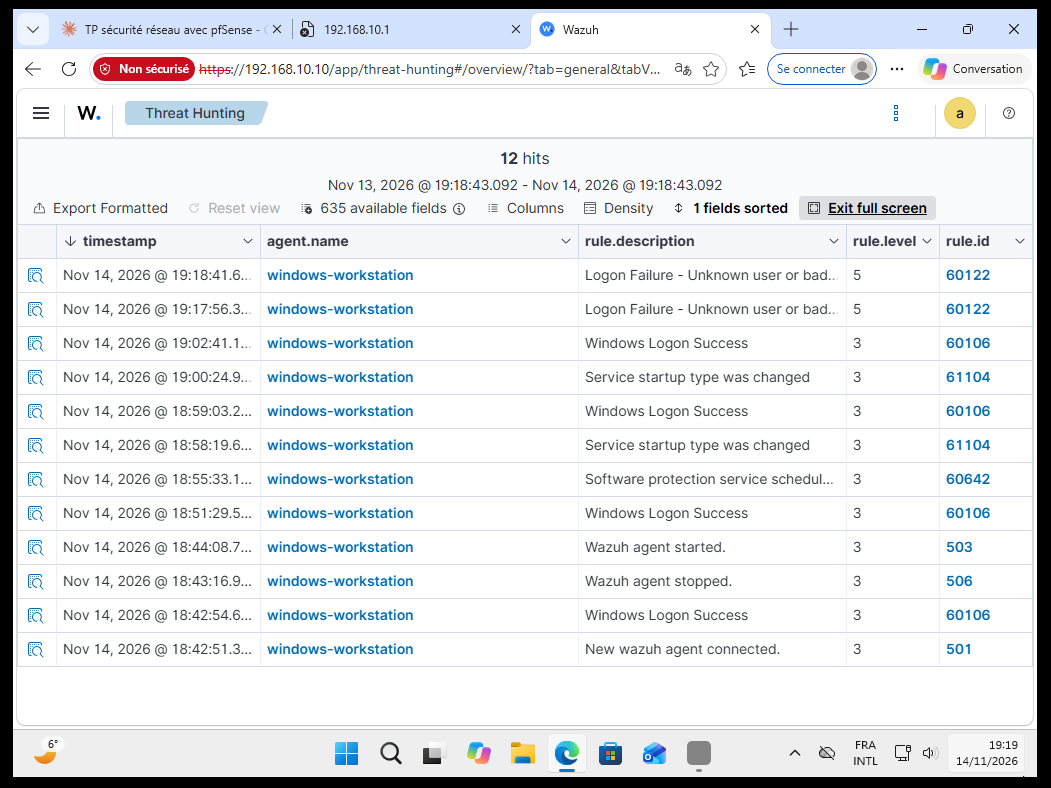 TP sécurité réseau avec pfSense -
192.168.10.1
Wazuh
Non sécurisé https://192.168.10.10/app/threat-hunting#/overview/?tab=general&tabV... Se connecter Conversation
W. Threat Hunting a
12 hits
Nov 13, 2026 @ 19:18:43.092 - Nov 14, 2026 @ 19:18:43.092
Export Formatted Reset view 635 available fields Columns Density 1 fields sorted Exit full screen
timestamp agent.name rule.description rule.level rule.id
Nov 14, 2026 @ 19:18:41.6... windows-workstation Logon Failure - Unknown user or bad... 5 60122
Nov 14, 2026 @ 19:17:56.3... windows-workstation Logon Failure - Unknown user or bad... 5 60122
Nov 14, 2026 @ 19:02:41.1... windows-workstation Windows Logon Success 3 60106
Nov 14, 2026 @ 19:00:24.9... windows-workstation Service startup type was changed 3 61104
Nov 14, 2026 @ 18:59:03.2... windows-workstation Windows Logon Success 3 60106
Nov 14, 2026 @ 18:58:19.6... windows-workstation Service startup type was changed 3 61104
Nov 14, 2026 @ 18:55:33.1... windows-workstation Software protection service schedul... 3 60642
Nov 14, 2026 @ 18:51:29.5... windows-workstation Windows Logon Success 3 60106
Nov 14, 2026 @ 18:44:08.7... windows-workstation Wazuh agent started. 3 503
Nov 14, 2026 @ 18:43:16.9... windows-workstation Wazuh agent stopped. 3 506
Nov 14, 2026 @ 18:42:54.6... windows-workstation Windows Logon Success 3 60106
Nov 14, 2026 @ 18:42:51.3... windows-workstation New wazuh agent connected. 3 501
6°
FRA
INTL
19:19
14/11/2026